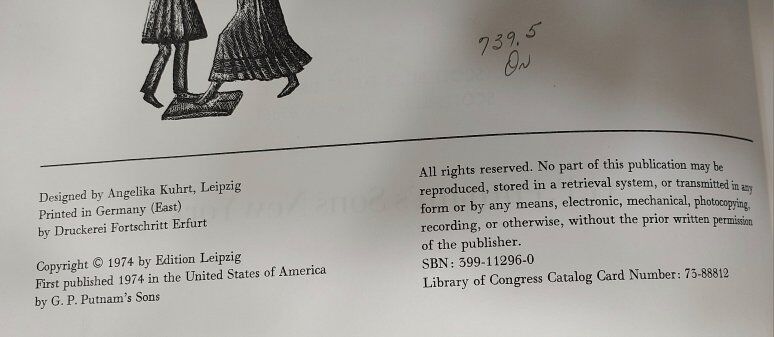 739.5
On
Designed by Angelika Kuhrt, Leipzig
Printed in Germany (East)
by Druckerei Fortschritt Erfurt
Copyright © 1974 by Edition Leipzig
First published 1974 in the United States of America
by G. P. Putnam's Sons
All rights reserved. No part of this publication may be
reproduced, stored in a retrieval system, or transmitted in any
form or by any means, electronic, mechanical, photocopying,
recording, or otherwise, without the prior written permission
of the publisher.
SBN: 399-11296-0
Library of Congress Catalog Card Number: 73-88812